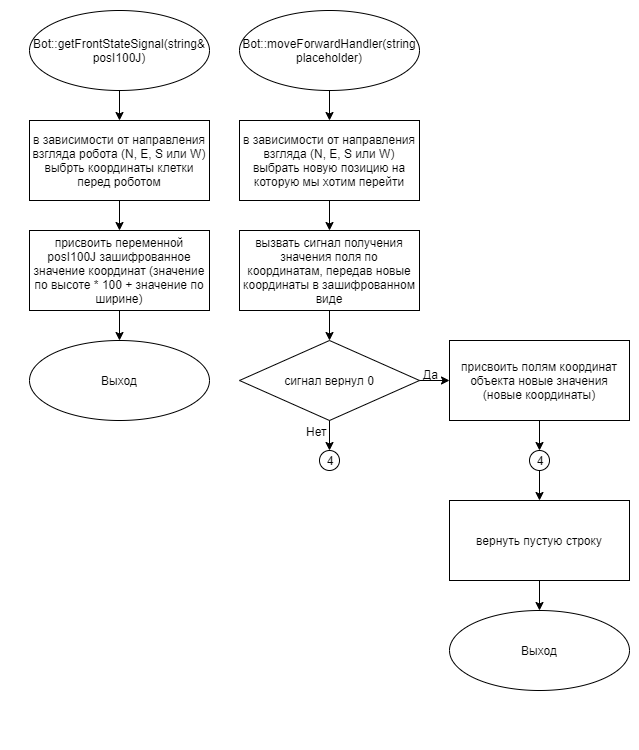 Bot::getFrontStateSignal(string&
posI100J)
в зависимости от направления
взгляда робота (N, E, S или W)
выбрть координаты клетки
перед роботом
присвоить переменной
posI100J зашифрованное
значение координат (значение
по высоте * 100 + значение по
ширине)
Выход
Bot::moveForwardHandler(string
placeholder)
в зависимости от направления
взгляда (N, E, S или W)
выбрать новую позицию на
которую мы хотим перейти
вызвать сигнал получения
значения поля по
координатам, передав новые
координаты в зашифрованном
виде
сигнал вернул 0
Да
Нет
4
присвоить полям координат
объекта новые значения
(новые координаты)
4
вернуть пустую строку
Выход